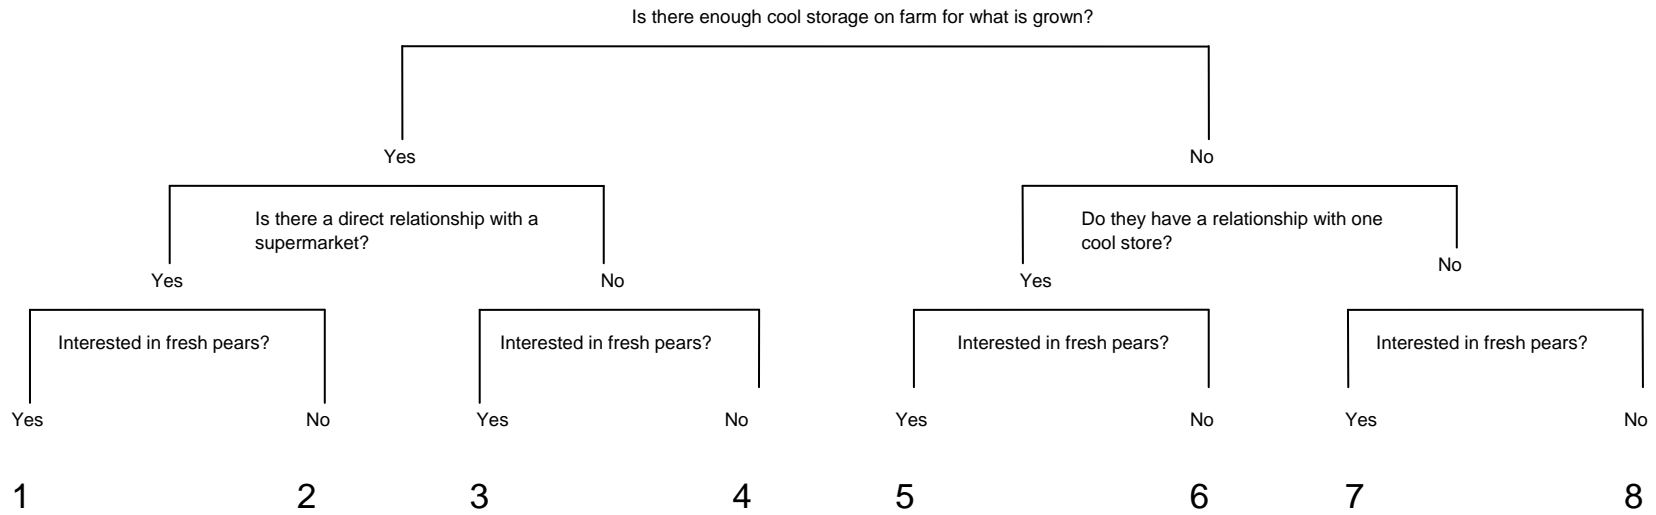 Is there enough cool storage on farm for what is grown?
Yes
No
Is there a direct relationship with a
supermarket?
Do they have a relationship with one
cool store?
Yes
No
Yes
No
Interested in fresh pears?
Interested in fresh pears?
Interested in fresh pears?
Interested in fresh pears?
Yes
No
Yes
No
Yes
No
Yes
No
1
2
3
4
5
6
7
8